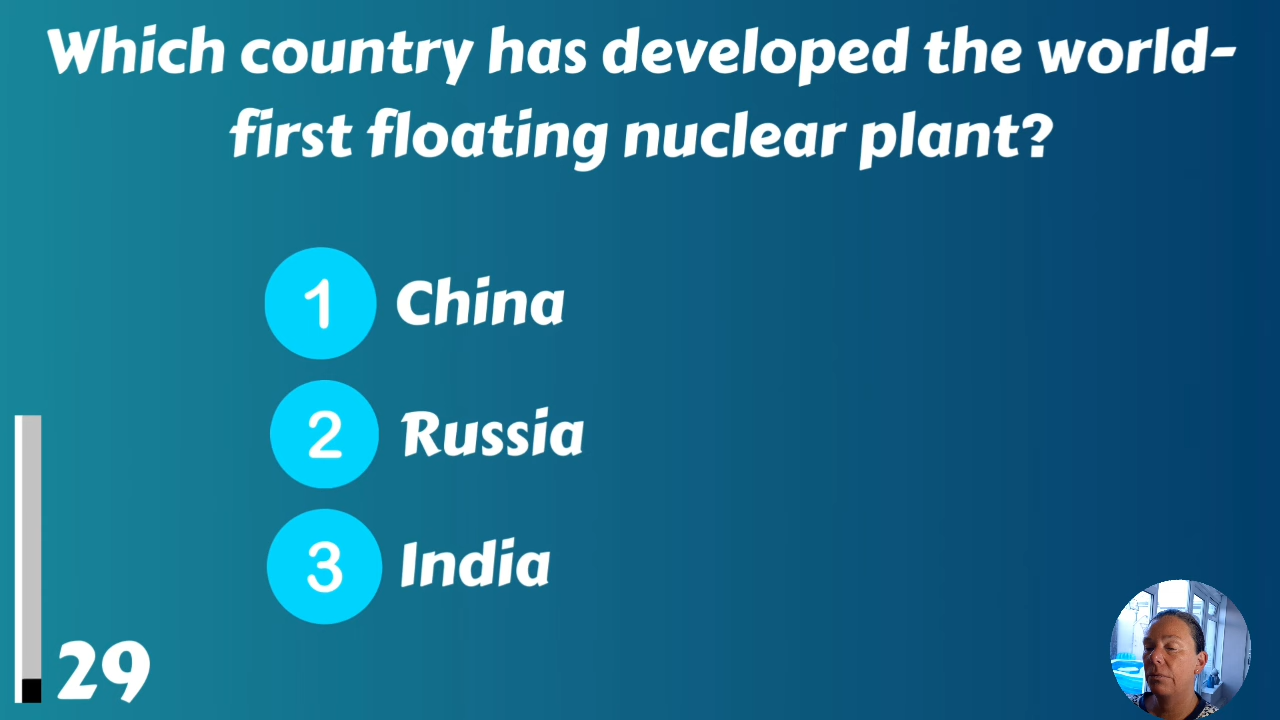 Which country has developed the world-
first floating nuclear plant?
1 China
2 Russia
3 India
29